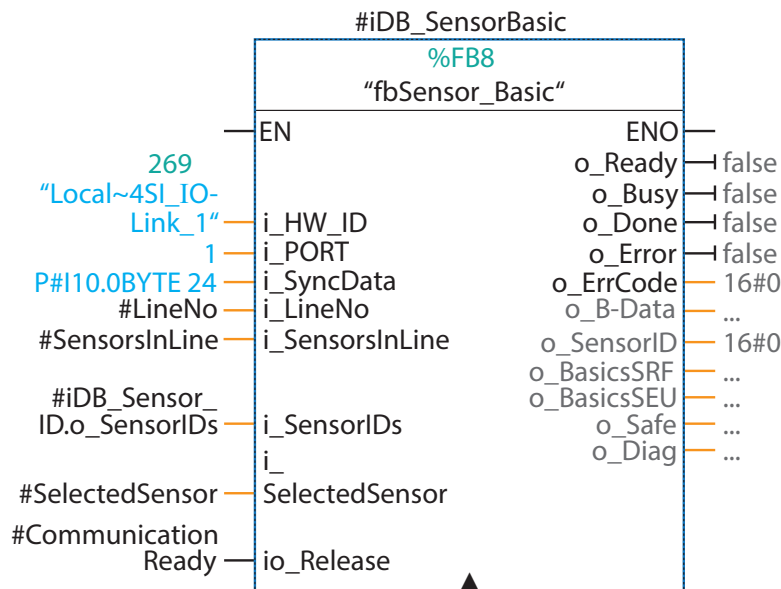 #iDB_SensorBasic
%FB8
“fbSensor_Basic“
EN ENO
269 o_Ready false
“Local~4SI_IO- o_Busy false
Link_1“ i_HW_ID o_Done false
1 i_PORT o_Error false
P#I10.0BYTE 24 i_SyncData o_ErrCode 16#0
#LineNo i_LineNo o_B-Data ...
#SensorsInLine i_SensorsInLine o_SensorID 16#0
o_BasicsSRF ...
#iDB_Sensor_ o_BasicsSEU ...
ID.o_SensorIDs i_SensorIDs o_Safe ...
i_ o_Diag ...
#SelectedSensor SelectedSensor
#Communication
Ready io_Release